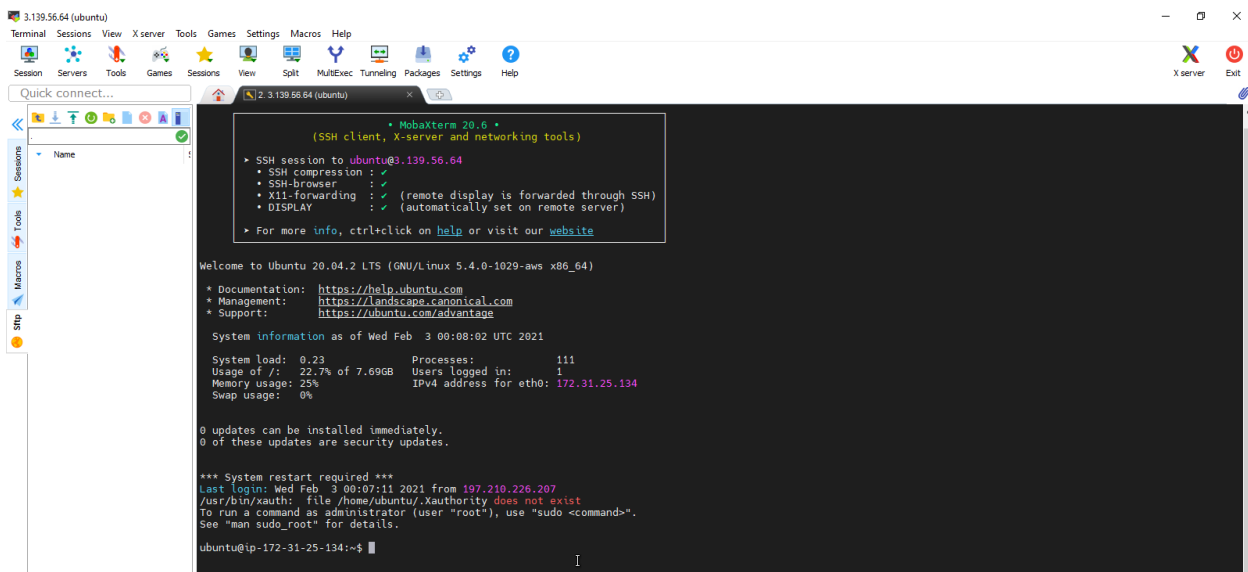 3.139.56.64 (ubuntu)
Terminal Sessions View X server Tools Games Settings Macros Help
Session Servers Tools Games Sessions View Split MultiExec Tunneling Packages Settings Help X server Exit
Quick connect...
2. 3.139.56.64 (ubuntu)
Name
Sessions
Tools
Macros
Sftp
• MobaXterm 20.6 •
(SSH client, X-server and networking tools)
➤ SSH session to ubuntu@3.139.56.64
• SSH compression : ✔
• SSH-browser : ✔
• X11-forwarding : ✔ (remote display is forwarded through SSH)
• DISPLAY : ✔ (automatically set on remote server)
➤ For more info, ctrl+click on help or visit our website
Welcome to Ubuntu 20.04.2 LTS (GNU/Linux 5.4.0-1029-aws x86_64)
* Documentation: https://help.ubuntu.com
* Management: https://landscape.canonical.com
* Support: https://ubuntu.com/advantage
System information as of Wed Feb 3 00:08:02 UTC 2021
System load: 0.23 Processes: 111
Usage of /: 22.7% of 7.69GB Users logged in: 1
Memory usage: 25% IPv4 address for eth0: 172.31.25.134
Swap usage: 0%
0 updates can be installed immediately.
0 of these updates are security updates.
*** System restart required ***
Last login: Wed Feb 3 00:07:11 2021 from 197.210.226.207
/usr/bin/xauth: file /home/ubuntu/.Xauthority does not exist
To run a command as administrator (user "root"), use "sudo <command>".
See "man sudo_root" for details.
ubuntu@ip-172-31-25-134:~$